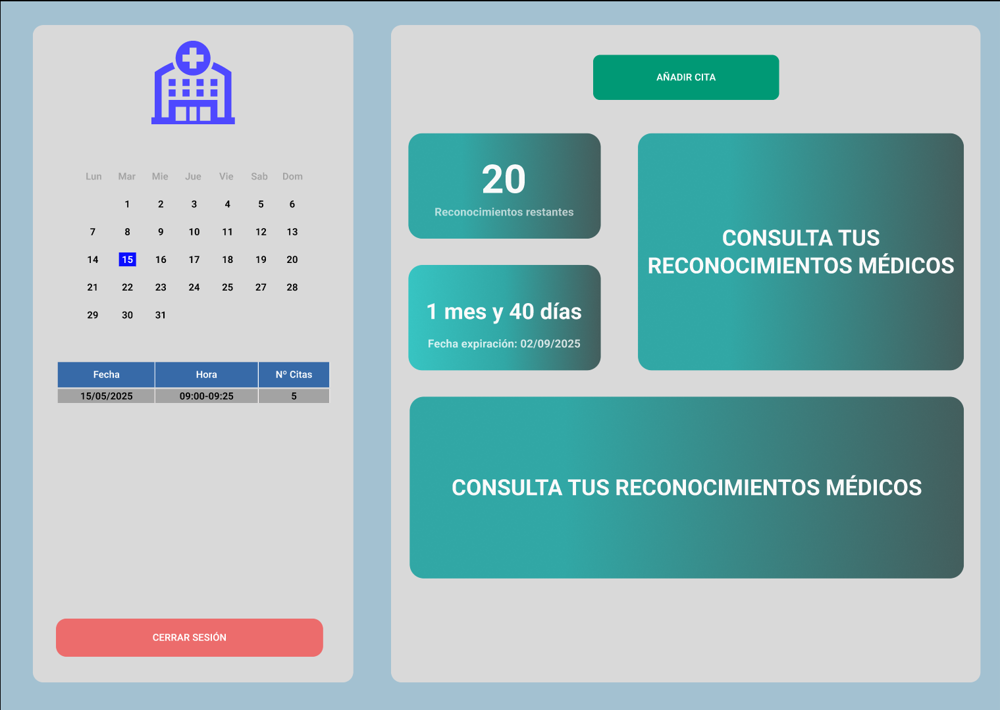 Lun Mar Mie Jue Vie Sab Dom
1 2 3 4 5 6
7 8 9 10 11 12 13
14 15 16 17 18 19 20
21 22 23 24 25 27 28
29 30 31
Fecha Hora Nº Citas
15/05/2025 09:00-09:25 5
CERRAR SESIÓN
AÑADIR CITA
20
Reconocimientos restantes
1 mes y 40 días
Fecha expiración: 02/09/2025
CONSULTA TUS
RECONOCIMIENTOS MÉDICOS
CONSULTA TUS RECONOCIMIENTOS MÉDICOS